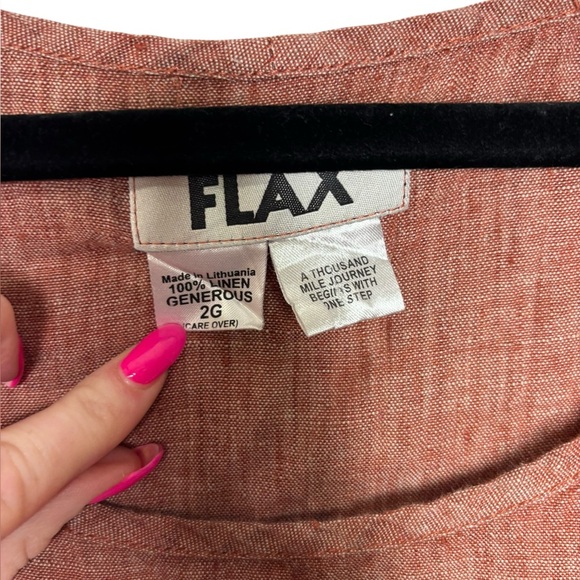 FLAX
Made in Lithuania
100% LINEN
GENEROUS
2G
(CARE OVER)
A THOUSAND
MILE JOURNEY
BEGINS WITH
ONE STEP